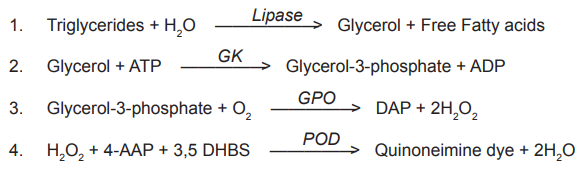 1. Triglycerides + H₂O Lipase Glycerol + Free Fatty acids
2. Glycerol + ATP GK Glycerol-3-phosphate + ADP
3. Glycerol-3-phosphate + O₂ GPO DAP + 2H₂O₂
4. H₂O₂ + 4-AAP + 3,5 DHBS POD Quinoneimine dye + 2H₂O